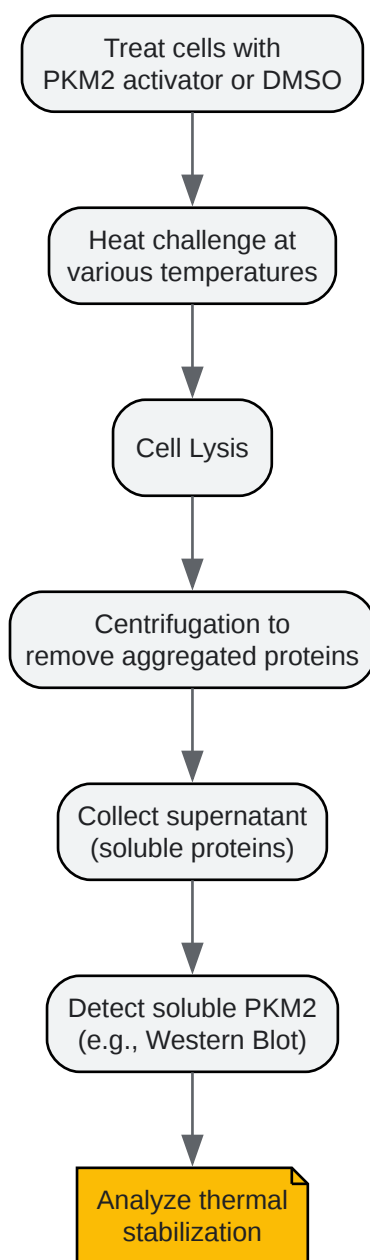 Treat cells with
PKM2 activator or DMSO
Heat challenge at
various temperatures
Cell Lysis
Centrifugation to
remove aggregated proteins
Collect supernatant
(soluble proteins)
Detect soluble PKM2
(e.g., Western Blot)
Analyze thermal
stabilization